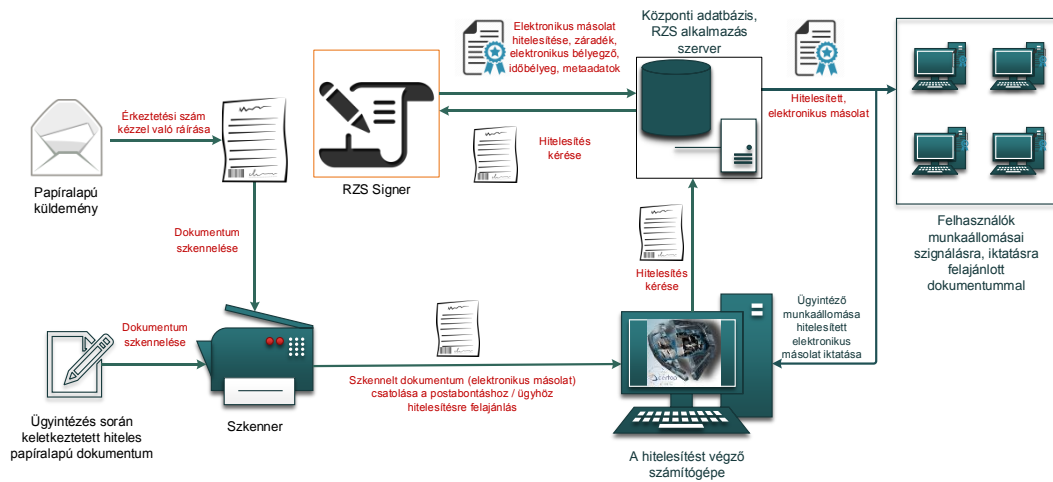 Elektronikus másolat
hitelesítése, záradék,
elektronikus bélyegző,
időbélyeg, metaadatok
Központi adatbázis,
RZS alkalmazás
szerver
Érkeztetési szám
kézzel való ráírása
Hitelesített,
elektronikus másolat
Hitelesítés
kérése
Papíralapú
küldemény
RZS Signer
Felhasználók
munkaállomásai
szignálásra, iktatásra
felajánlott
dokumentummal
Dokumentum
szkennelése
Hitelesítés
kérése
Ügyintéző
munkaállomása
hitelesített
elektronikus
másolat iktatása
Dokumentum
szkennelése
Szkennelt dokumentum (elektronikus másolat)
csatolása a postabontáshoz / ügyhöz
hitelesítésre felajánlás
Ügyintézés során
keletkeztetett hiteles
papíralapú dokumentum
Szkenner
A hitelesítést végző
számítógépe